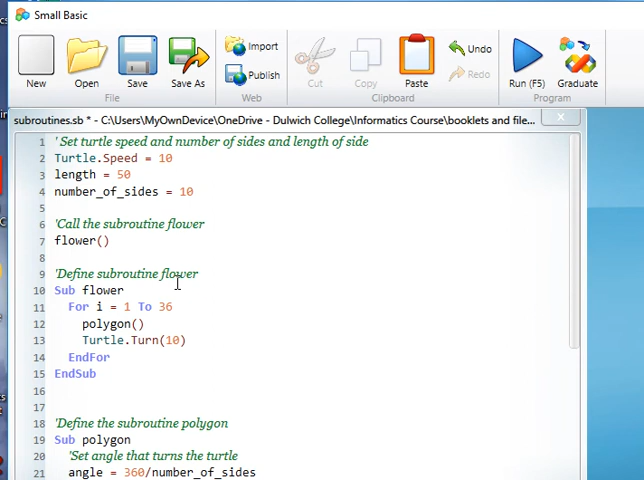 Small Basic
New
Open
Save
Save As
Import
Publish
Cut
Copy
Paste
Undo
Redo
Run (F5)
Graduate
File
Web
Clipboard
Program
subroutines.sb * - C:\Users\MyOwnDevice\OneDrive - Dulwich College\Informatics Course\booklets and file...
1 ' Set turtle speed and number of sides and length of side
2 Turtle.Speed = 10
3 length = 50
4 number_of_sides = 10
5
6 'Call the subroutine flower
7 flower()
8
9 'Define subroutine flower
10 Sub flower
11 For i = 1 To 36
12 polygon()
13 Turtle.Turn(10)
14 EndFor
15 EndSub
16
17
18 'Define the subroutine polygon
19 Sub polygon
20 'Set angle that turns the turtle
21 angle = 360/number_of_sides